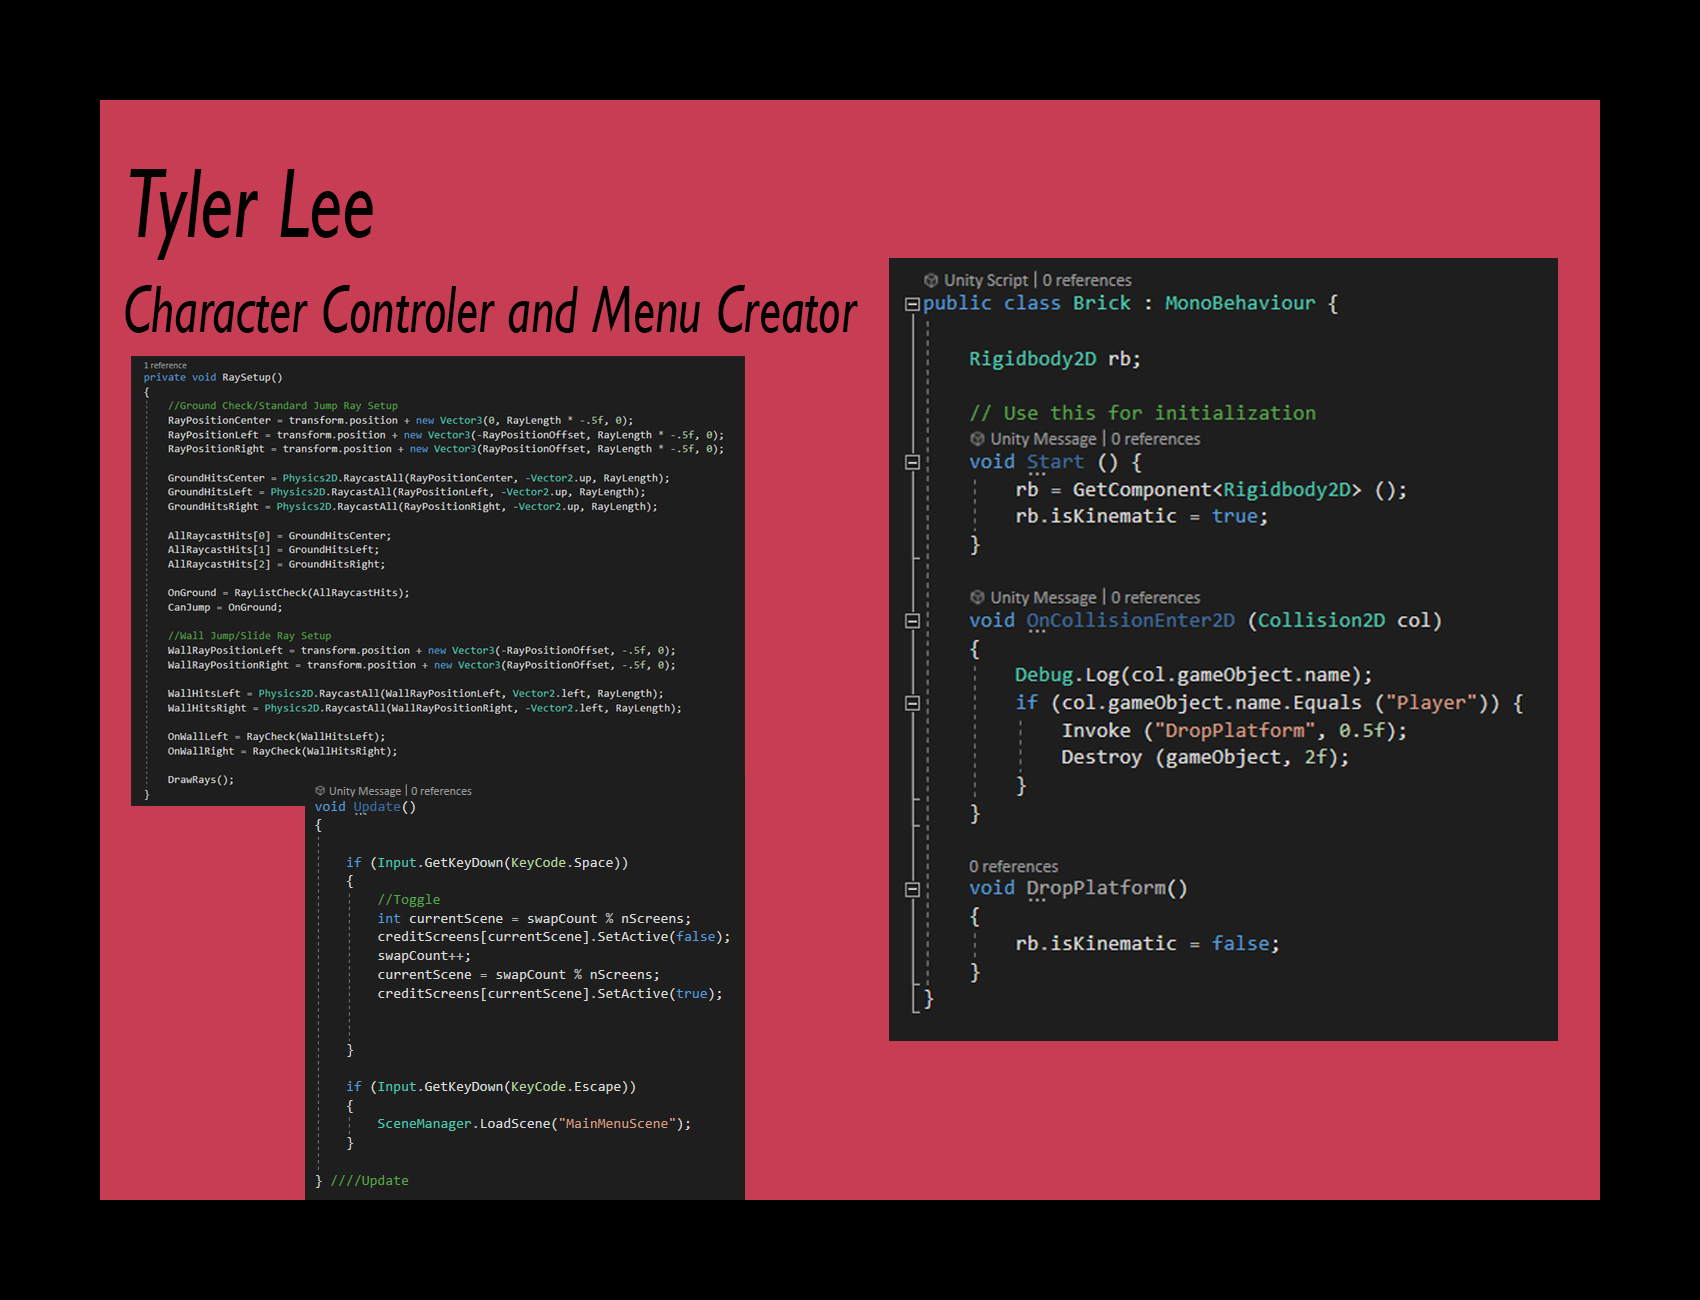 Tyler Lee
Character Controler and Menu Creator
1 reference
private void RaySetup()
{
//Ground Check/Standard Jump Ray Setup
RayPositionCenter = transform.position + new Vector3(0, RayLength * -.5f, 0);
RayPositionLeft = transform.position + new Vector3(-RayPositionOffset, RayLength * -.5f, 0);
RayPositionRight = transform.position + new Vector3(RayPositionOffset, RayLength * -.5f, 0);
GroundHitsCenter = Physics2D.RaycastAll(RayPositionCenter, -Vector2.up, RayLength);
GroundHitsLeft = Physics2D.RaycastAll(RayPositionLeft, -Vector2.up, RayLength);
GroundHitsRight = Physics2D.RaycastAll(RayPositionRight, -Vector2.up, RayLength);
AllRaycastHits[0] = GroundHitsCenter;
AllRaycastHits[1] = GroundHitsLeft;
AllRaycastHits[2] = GroundHitsRight;
OnGround = RayListCheck(AllRaycastHits);
CanJump = OnGround;
//Wall Jump/Slide Ray Setup
WallRayPositionLeft = transform.position + new Vector3(-RayPositionOffset, -.5f, 0);
WallRayPositionRight = transform.position + new Vector3(RayPositionOffset, -.5f, 0);
WallHitsLeft = Physics2D.RaycastAll(WallRayPositionLeft, Vector2.left, RayLength);
WallHitsRight = Physics2D.RaycastAll(WallRayPositionRight, -Vector2.left, RayLength);
OnWallLeft = RayCheck(WallHitsLeft);
OnWallRight = RayCheck(WallHitsRight);
DrawRays();
}
Unity Message | 0 references
void Update()
{
if (Input.GetKeyDown(KeyCode.Space))
{
//Toggle
int currentScene = swapCount % nScreens;
creditScreens[currentScene].SetActive(false);
swapCount++;
currentScene = swapCount % nScreens;
creditScreens[currentScene].SetActive(true);
}
if (Input.GetKeyDown(KeyCode.Escape))
{
SceneManager.LoadScene("MainMenuScene");
}
} ////Update
Unity Script | 0 references
public class Brick : MonoBehaviour {
Rigidbody2D rb;
// Use this for initialization
Unity Message | 0 references
void Start () {
rb = GetComponent<Rigidbody2D> ();
rb.isKinematic = true;
}
Unity Message | 0 references
void OnCollisionEnter2D (Collision2D col)
{
Debug.Log(col.gameObject.name);
if (col.gameObject.name.Equals ("Player")) {
Invoke ("DropPlatform", 0.5f);
Destroy (gameObject, 2f);
}
}
0 references
void DropPlatform()
{
rb.isKinematic = false;
}
}